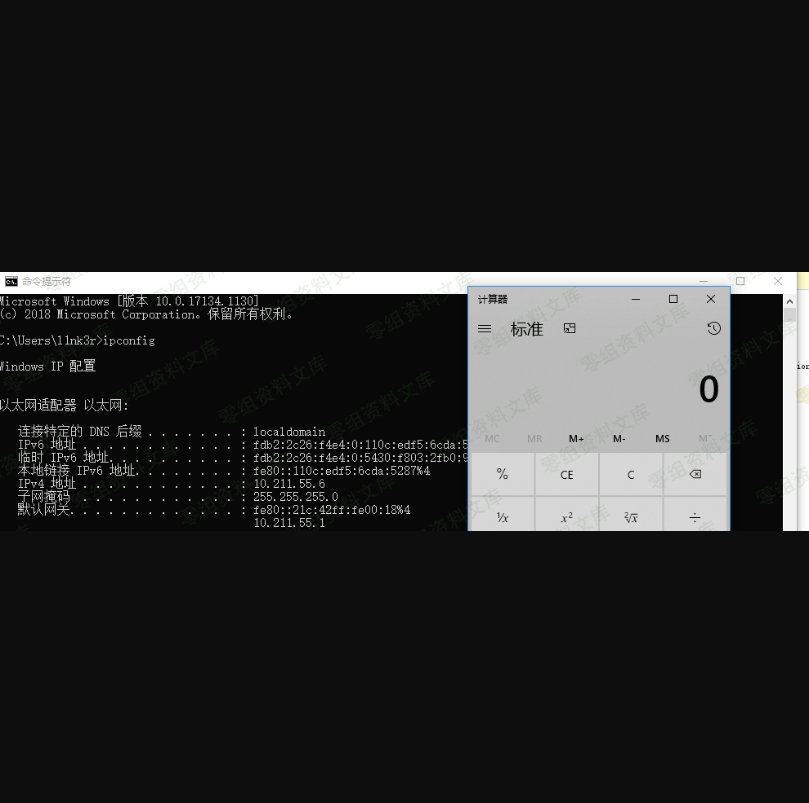 命令提示符
Microsoft Windows [版本 10.0.17134.1130]
(c) 2018 Microsoft Corporation。保留所有权利。
C:\Users\l1nk3r>ipconfig
Windows IP 配置
以太网适配器 以太网:
连接特定的 DNS 后缀 . . . . . . . : localdomain
IPv6 地址 . . . . . . . . . . . . : fdb2:2c26:f4e4:0:110c:edf5:6cda:5
临时 IPv6 地址. . . . . . . . . . : fdb2:2c26:f4e4:0:5430:f803:2fb0:9
本地链接 IPv6 地址. . . . . . . . : fe80::110c:edf5:6cda:5287%4
IPv4 地址 . . . . . . . . . . . . : 10.211.55.6
子网掩码 . . . . . . . . . . . . : 255.255.255.0
默认网关. . . . . . . . . . . . . : fe80::21c:42ff:fe00:18%4
10.211.55.1
计算器
标准
0
MC MR M+ M- MS M˅
% CE C
¹/x x² ²√x ÷
零组资料文库